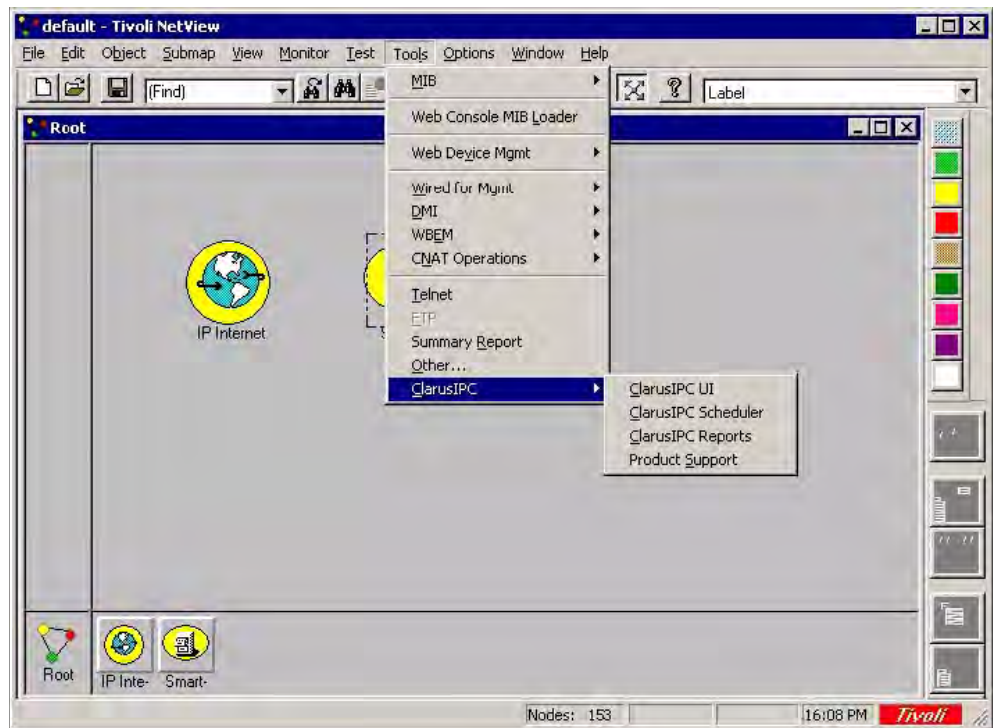 default - Tivoli NetView
File Edit Object Submap View Monitor Test Tools Options Window Help
(Find)
Label
Root
MIB
Web Console MIB Loader
Web Device Mgmt
Wired for Mgmt
DMI
WBEM
CNAT Operations
Telnet
FTP
Summary Report
Other...
ClarusIPC
ClarusIPC UI
ClarusIPC Scheduler
ClarusIPC Reports
Product Support
IP Internet
Root
IP Inte-
Smart-
Nodes: 153
16:08 PM
Tivoli